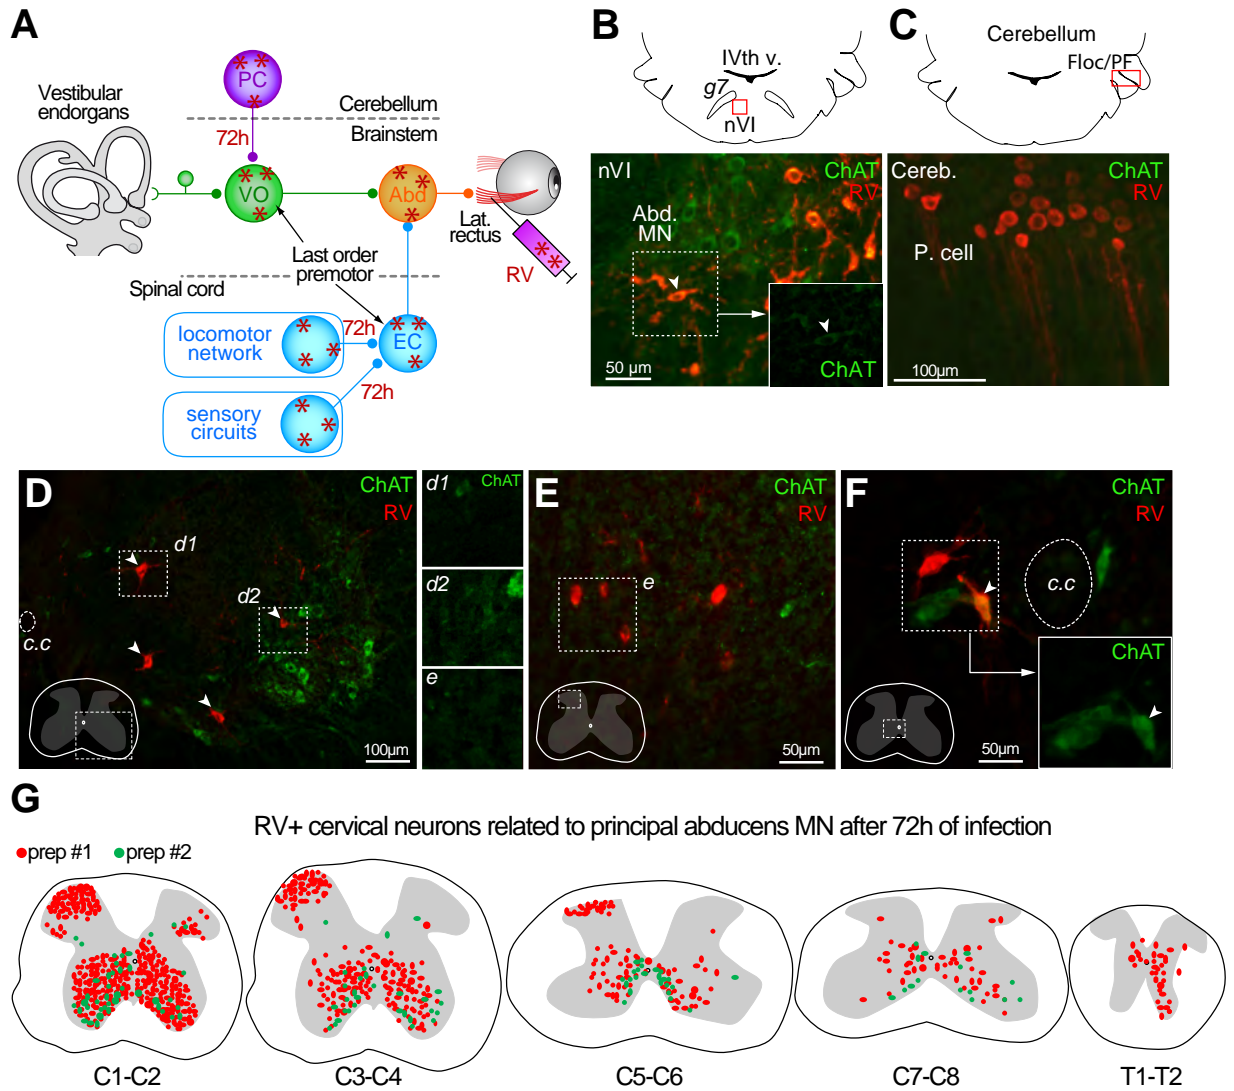 A
Vestibular
endorgans
PC
72h
Cerebellum
Brainstem
VO
Abd
Lat.
rectus
RV
Last order
premotor
Spinal cord
locomotor
network
72h
EC
72h
sensory
circuits
B
IVth v.
g7
nVI
nVI
ChAT
RV
Abd.
MN
ChAT
50 µm
C
Cerebellum
Floc/PF
Cereb.
ChAT
RV
P. cell
100µm
D
ChAT
RV
d1
d2
c.c
100µm
d1
ChAT
d2
e
E
ChAT
RV
e
50µm
F
ChAT
RV
c.c
ChAT
50µm
G
RV+ cervical neurons related to principal abducens MN after 72h of infection
prep #1 prep #2
C1-C2 C3-C4 C5-C6 C7-C8 T1-T2